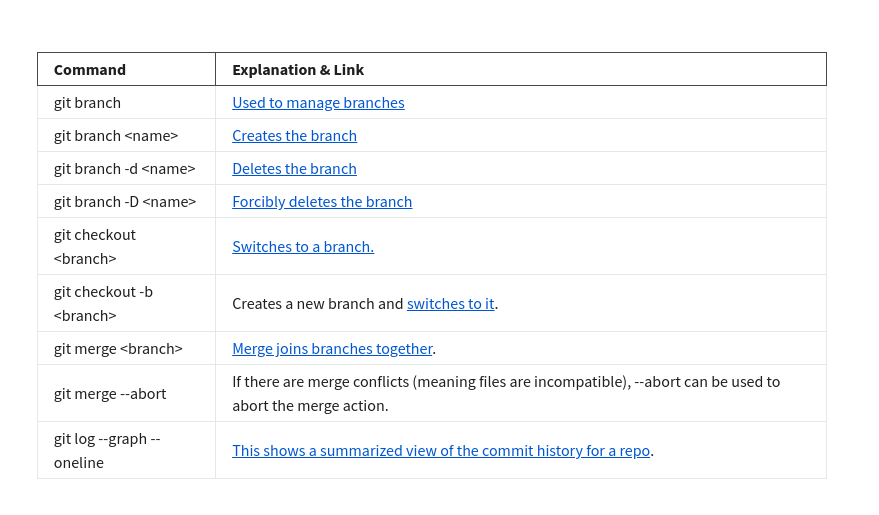 Command Explanation & Link
git branch Used to manage branches
git branch <name> Creates the branch
git branch -d <name> Deletes the branch
git branch -D <name> Forcibly deletes the branch
git checkout
<branch>
Switches to a branch.
git checkout -b
<branch>
Creates a new branch and switches to it.
git merge <branch> Merge joins branches together.
git merge --abort
If there are merge conflicts (meaning files are incompatible), --abort can be used to
abort the merge action.
git log --graph --
oneline
This shows a summarized view of the commit history for a repo.